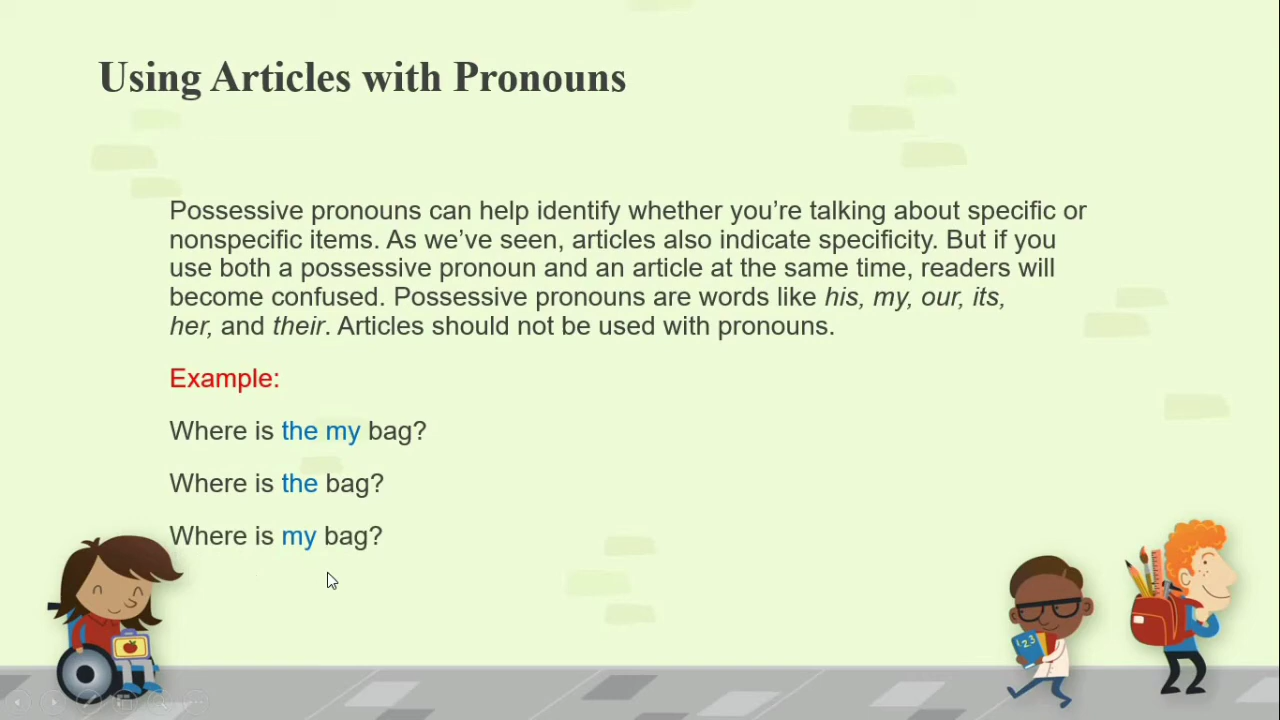 Using Articles with Pronouns
Possessive pronouns can help identify whether you’re talking about specific or
nonspecific items. As we’ve seen, articles also indicate specificity. But if you
use both a possessive pronoun and an article at the same time, readers will
become confused. Possessive pronouns are words like his, my, our, its,
her, and their. Articles should not be used with pronouns.
Example:
Where is the my bag?
Where is the bag?
Where is my bag?
123